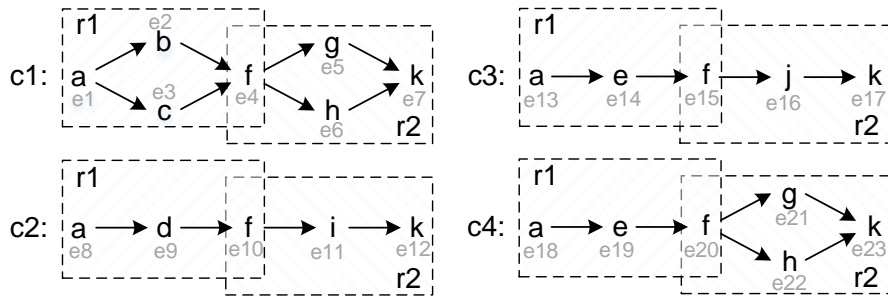 r1
e2
b
g
c1: a f k
e1 e3 e4 e5 e7
c h
e6
r2
r1
c3: a e f j k
e13 e14 e15 e16 e17
r2
r1
c2: a d f i k
e8 e9 e10 e11 e12
r2
r1
g
e21
c4: a e f k
e18 e19 e20 e23
h
e22
r2